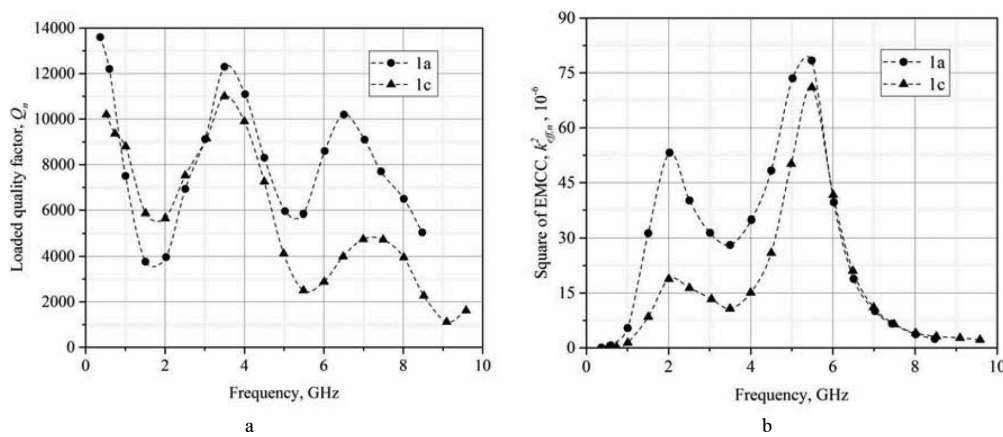 14000
12000
10000
8000
6000
4000
2000
0
Loaded quality factor, Qn
1a
1c
0 2 4 6 8 10
Frequency, GHz
a
90
75
60
45
30
15
0
Square of EMCC, k²eff,n, 10⁻⁶
1a
1c
0 2 4 6 8 10
Frequency, GHz
b